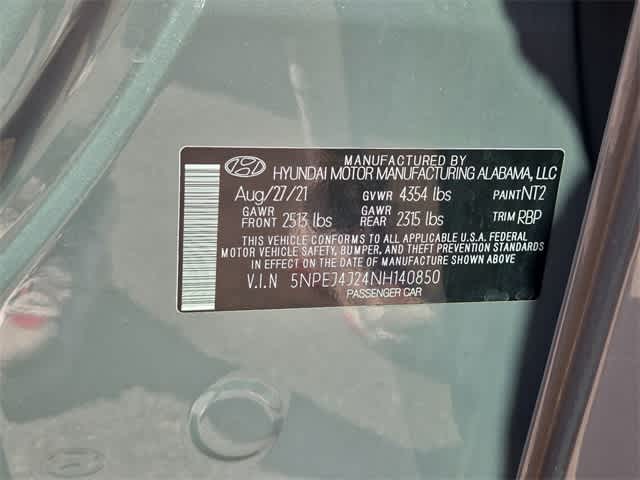 MANUFACTURED BY
HYUNDAI MOTOR MANUFACTURING ALABAMA, LLC
Aug/27/21 GVWR 4354 lbs PAINT NT2
GAWR FRONT 2513 lbs GAWR REAR 2315 lbs TRIM RBP
THIS VEHICLE CONFORMS TO ALL APPLICABLE U.S.A. FEDERAL
MOTOR VEHICLE SAFETY, BUMPER, AND THEFT PREVENTION STANDARDS
IN EFFECT ON THE DATE OF MANUFACTURE SHOWN ABOVE
V.I.N 5NPEJ4J24NH140850
PASSENGER CAR